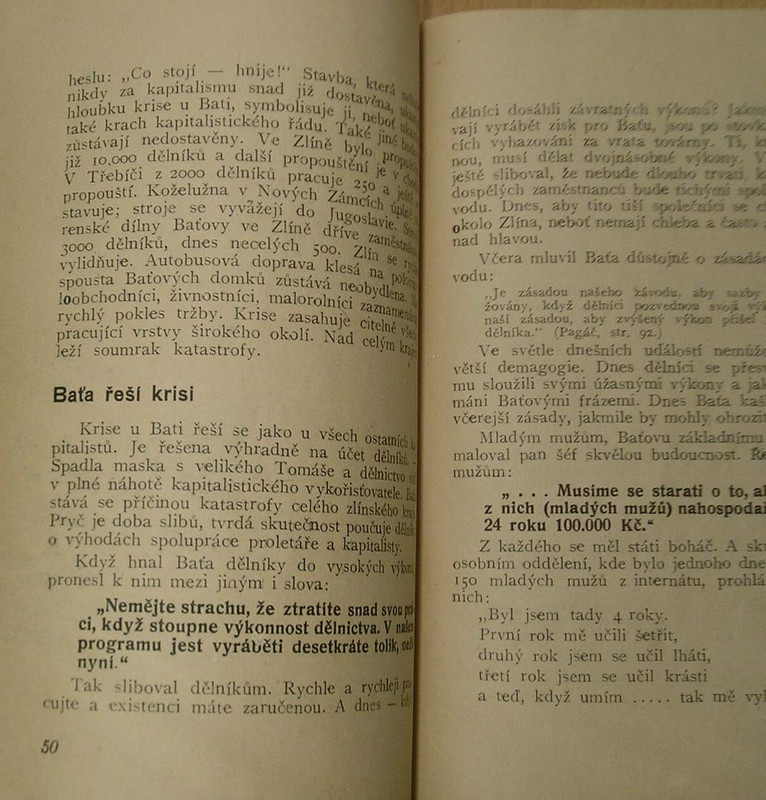 heslu: „Co stojí — hnije!“ Stavba, která
nikdy za kapitalismu snad již dostavěna,
hloubku krise u Bati, symbolisuje ji, neboť
také krach kapitalistického řádu. Také jiné
zůstávají nedostavěny. Ve Zlíně bylo
již 10.000 dělníků a další propouštění
V Třebíči z 2000 dělníků pracuje 250 a ještě
propouští. Koželužna v Nových Zámcích úplně
stavuje; stroje se vyvážejí do Jugoslavie.
renské dílny Baťovy ve Zlíně dříve
3000 dělníků, dnes necelých 500. Zlín se
vylidňuje. Autobusová doprava klesá na
spousta Baťových domků zůstává neobydlena.
loobchodníci, živnostníci, malorolníci zaznamenali
rychlý pokles tržby. Krise zasahuje citelně
pracující vrstvy širokého okolí. Nad celým
leží soumrak katastrofy.
Baťa řeší krisi
Krise u Bati řeší se jako u všech ostatních
pitalistů. Je řešena výhradně na účet dělníků.
Spadla maska s velikého Tomáše a dělnictvo
v plné náhotě kapitalistického vykořisťovatele.
stává se příčinou katastrofy celého zlínského
Pryč je doba slibů, tvrdá skutečnost poučuje
o výhodách spolupráce proletáře a kapitalisty.
Když hnal Baťa dělníky do vysokých
pronesl k nim mezi jiným i slova:
„Nemějte strachu, že ztratíte snad svou
ci, když stoupne výkonnost dělnictva. V
programu jest vyráběti desetkráte tolik,
nyní.“
Tak sliboval dělníkům. Rychle a rychleji
cujte a existenci máte zaručenou. A dnes —
50
dělníci dosáhli závratných výkonů?
vají vyrábět zisk pro Baťu, jsou po
cích vyhazováni za vrata továrny. Ti,
nou, musí dělat dvojnásobné výkony.
ještě sliboval, že nebude dlouho trvati,
dospělých zaměstnanců bude tichými
vodu. Dnes, aby tito tiší společníci se
okolo Zlína, neboť nemají chleba a často
nad hlavou.
Včera mluvil Baťa důstojně o
vodu:
„Je zásadou našeho závodu, aby sazby
žovány, když dělníci pozvednou svoji
naší zásadou, aby zvýšený výkon přišel
dělníka.“ (Pagáč, str. 92.)
Ve světle dnešních událostí
větší demagogie. Dnes dělníci se
mu sloužili svými úžasnými výkony a
máni Baťovými frázemi. Dnes Baťa
včerejší zásady, jakmile by mohly
Mladým mužům, Baťovu základnímu
maloval pan šéf skvělou budoucnost.
mužům:
„ . . . Musíme se starati o to,
z nich (mladých mužů)
24 roku 100.000 Kč.“
Z každého se měl státi boháč. A
osobním oddělení, kde bylo jednoho
150 mladých mužů z internátu,
nich:
„Byl jsem tady 4 roky.
První rok mě učili šetřit,
druhý rok jsem se učil lháti,
třetí rok jsem se učil krásti
a teď, když umím ..... tak mě